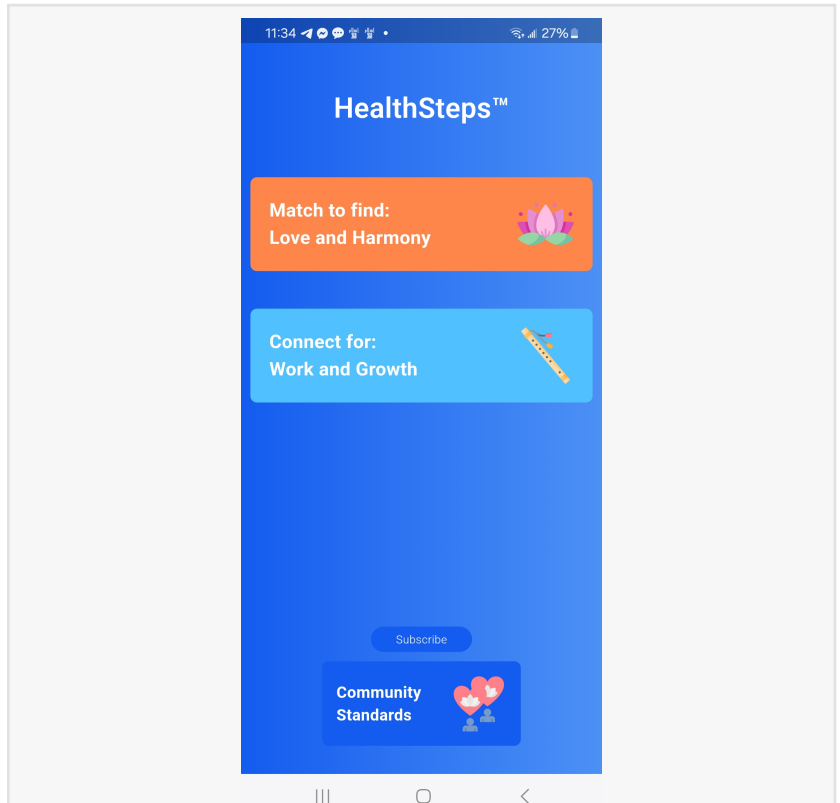 11:34
27%
HealthSteps™
Match to find:
Love and Harmony
Connect for:
Work and Growth
Subscribe
Community
Standards